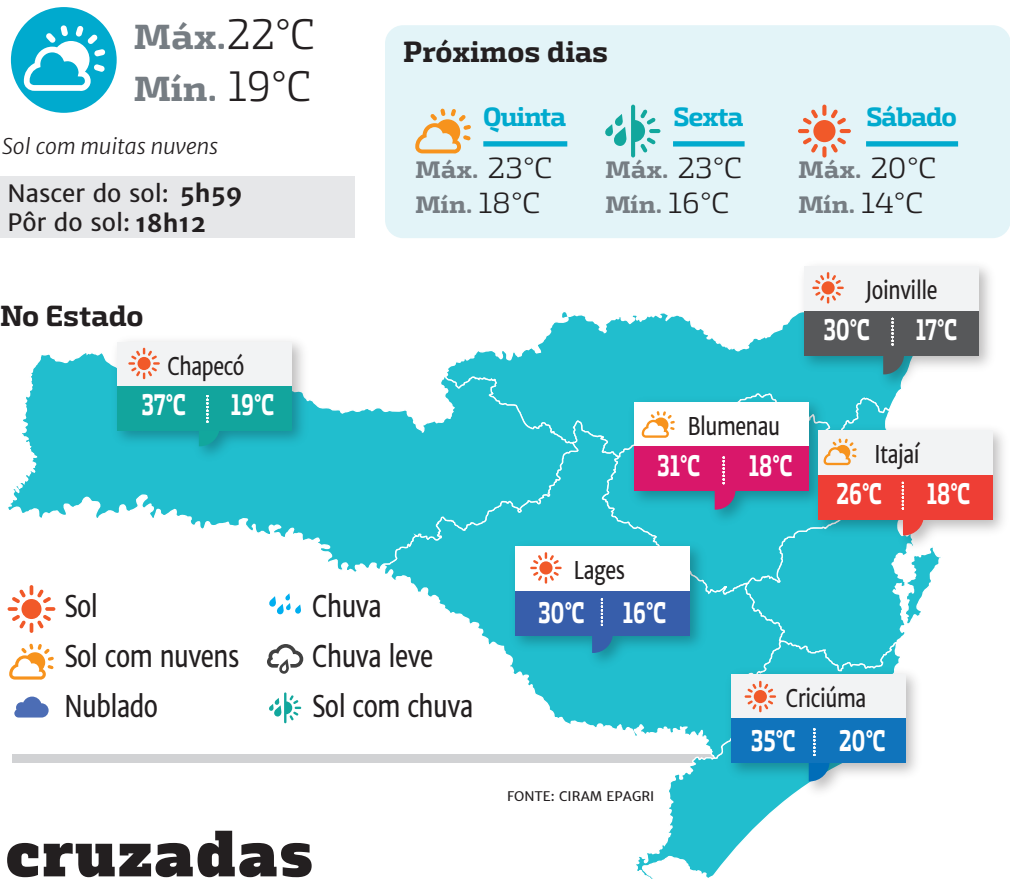 Máx.22°C
Mín. 19°C
Sol com muitas nuvens
Nascer do sol: 5h59
Pôr do sol: 18h12
Próximos dias
Quinta
Máx. 23°C
Mín. 18°C
Sexta
Máx. 23°C
Mín. 16°C
Sábado
Máx. 20°C
Mín. 14°C
No Estado
Joinville
30°C 17°C
Chapecó
37°C 19°C
Blumenau
31°C 18°C
Itajaí
26°C 18°C
Lages
30°C 16°C
Criciúma
35°C 20°C
Sol
Sol com nuvens
Nublado
Chuva
Chuva leve
Sol com chuva
FONTE: CIRAM EPAGRI
cruzadas